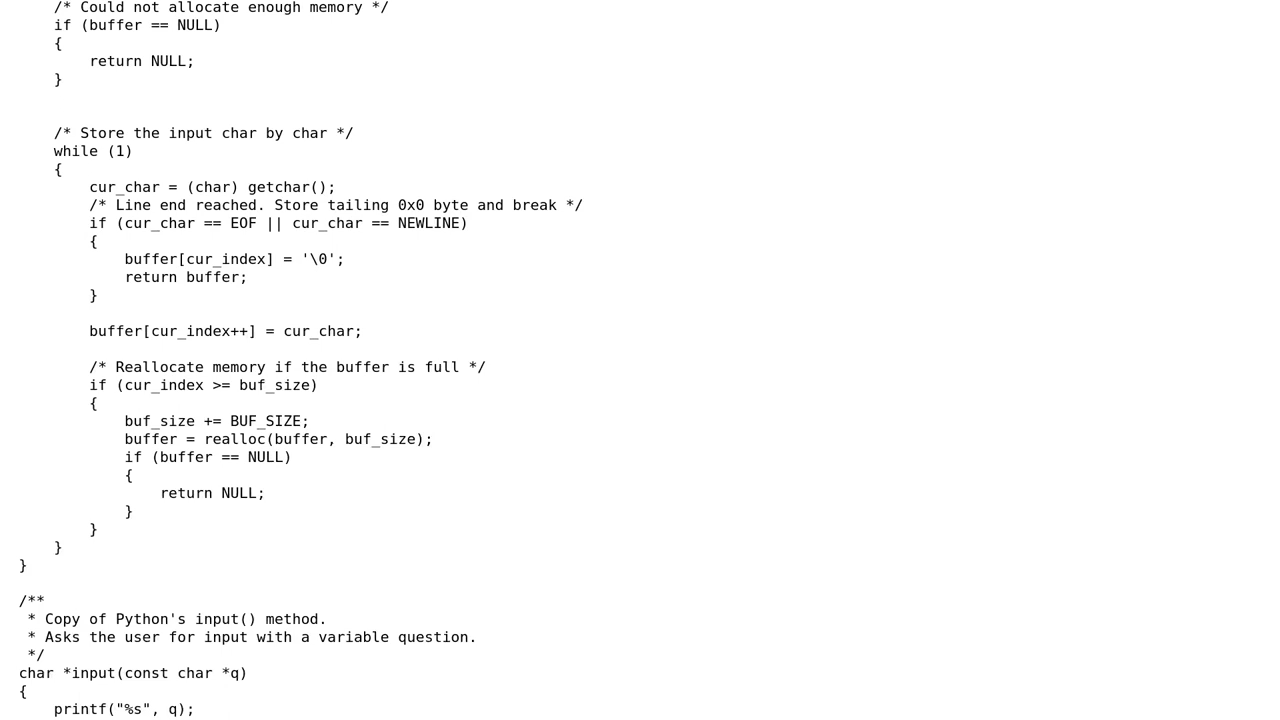 /* Could not allocate enough memory */
if (buffer == NULL)
{
return NULL;
}
/* Store the input char by char */
while (1)
{
cur_char = (char) getchar();
/* Line end reached. Store tailing 0x0 byte and break */
if (cur_char == EOF || cur_char == NEWLINE)
{
buffer[cur_index] = '\0';
return buffer;
}
buffer[cur_index++] = cur_char;
/* Reallocate memory if the buffer is full */
if (cur_index >= buf_size)
{
buf_size += BUF_SIZE;
buffer = realloc(buffer, buf_size);
if (buffer == NULL)
{
return NULL;
}
}
}
}
/**
* Copy of Python's input() method.
* Asks the user for input with a variable question.
*/
char *input(const char *q)
{
printf("%s", q);